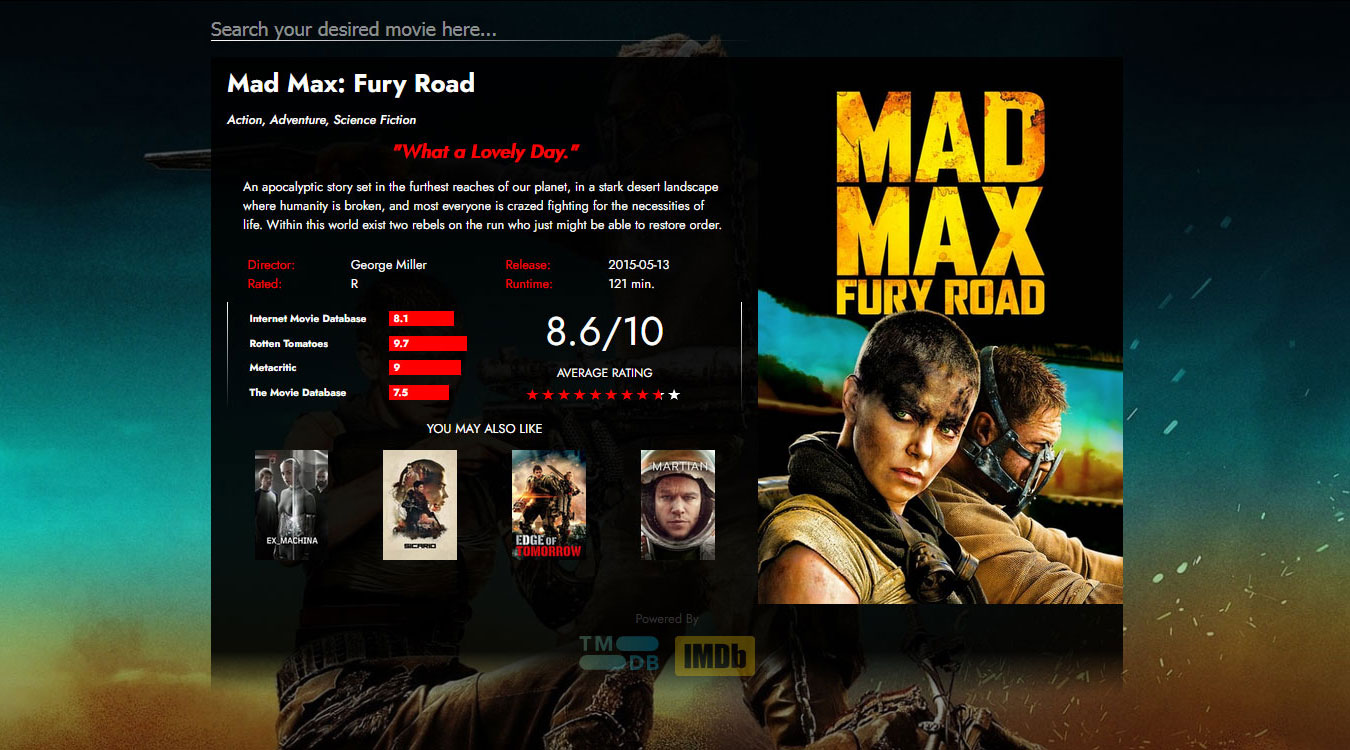 Search your desired movie here...
Mad Max: Fury Road
Action, Adventure, Science Fiction
"What a Lovely Day."
An apocalyptic story set in the furthest reaches of our planet, in a stark desert landscape
where humanity is broken, and most everyone is crazed fighting for the necessities of
life. Within this world exist two rebels on the run who just might be able to restore order.
Director: George Miller Release: 2015-05-13
Rated: R Runtime: 121 min.
Internet Movie Database 8.1
Rotten Tomatoes 9.7
Metacritic 9
The Movie Database 7.5
8.6/10
AVERAGE RATING
YOU MAY ALSO LIKE
EX_MACHINA
SICARIO
EDGE OF
TOMORROW
MARTIAN
MAD
MAX
FURY ROAD
Powered By
TM
DB
IMDb